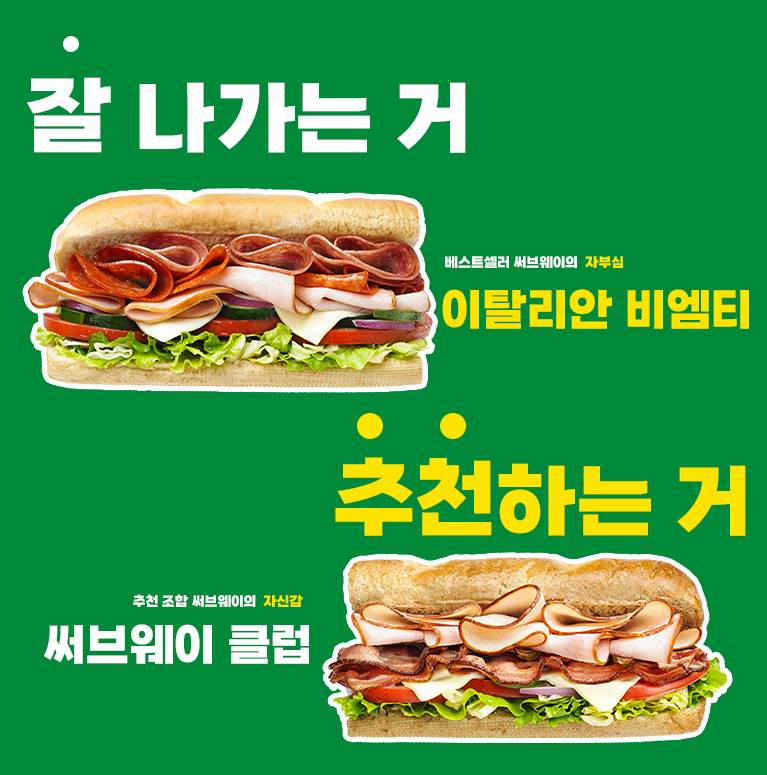 잘 나가는 거
베스트셀러 써브웨이의 자부심
이탈리안 비엠티
추천하는 거
추천 조합 써브웨이의 자신감
써브웨이 클럽